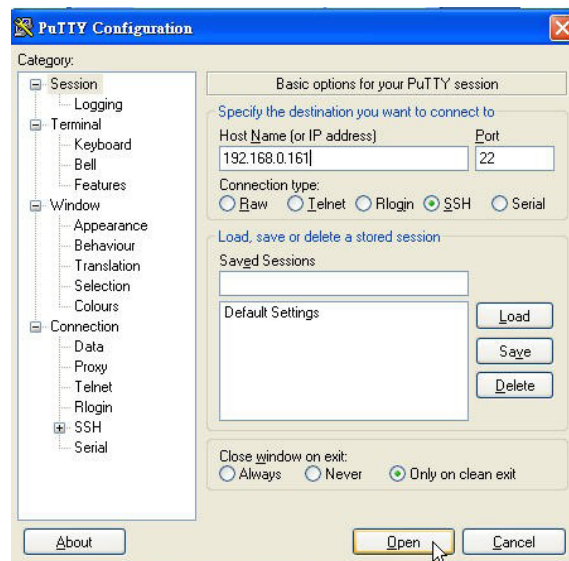 PuTTY Configuration
Category:
Session
Logging
Terminal
Keyboard
Bell
Features
Window
Appearance
Behaviour
Translation
Selection
Colours
Connection
Data
Proxy
Telnet
Rlogin
SSH
Serial
Basic options for your PuTTY session
Specify the destination you want to connect to
Host Name (or IP address) Port
192.168.0.161 22
Connection type:
Raw Telnet Rlogin SSH Serial
Load, save or delete a stored session
Saved Sessions
Default Settings
Load
Save
Delete
Close window on exit:
Always Never Only on clean exit
About Open Cancel